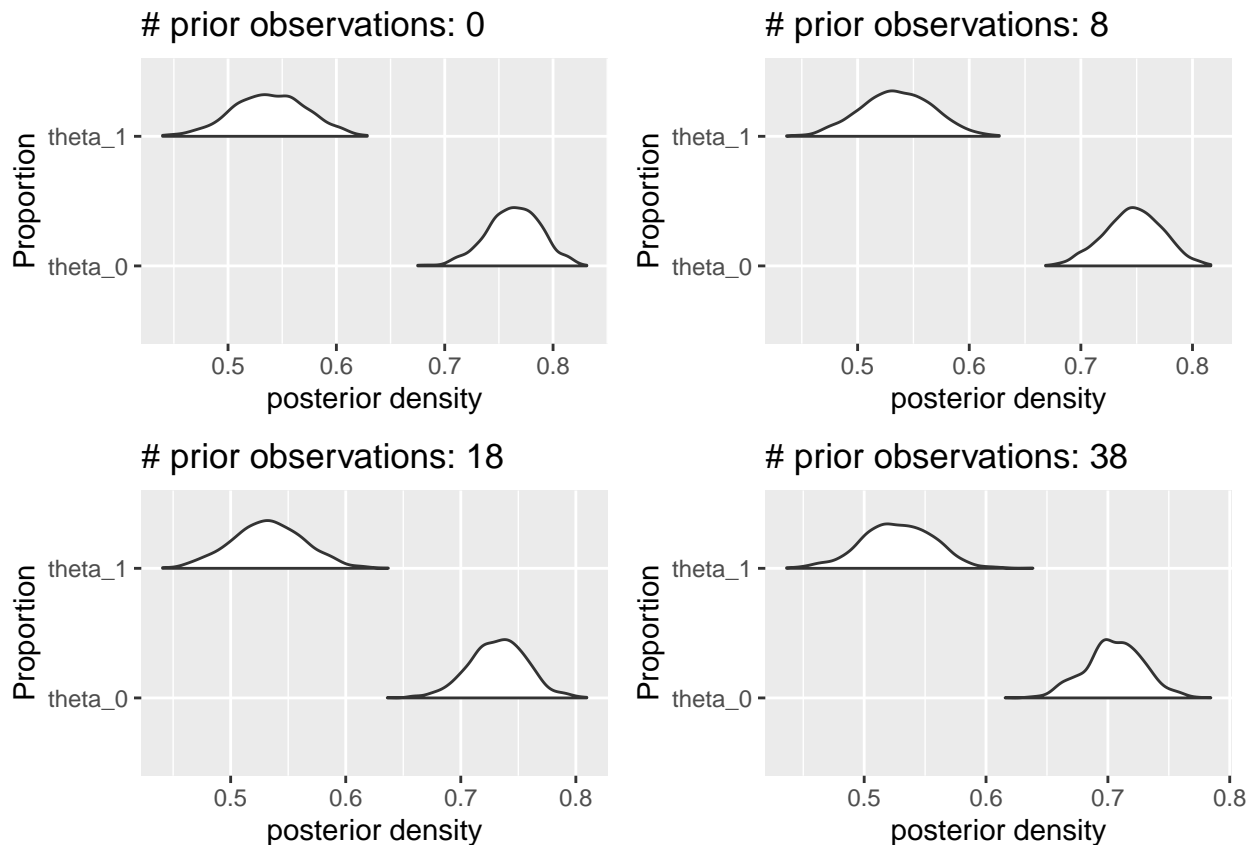 # prior observations: 0
Proportion
theta_1
theta_0
0.5 0.6 0.7 0.8
posterior density
# prior observations: 8
Proportion
theta_1
theta_0
0.5 0.6 0.7 0.8
posterior density
# prior observations: 18
Proportion
theta_1
theta_0
0.5 0.6 0.7 0.8
posterior density
# prior observations: 38
Proportion
theta_1
theta_0
0.5 0.6 0.7 0.8
posterior density